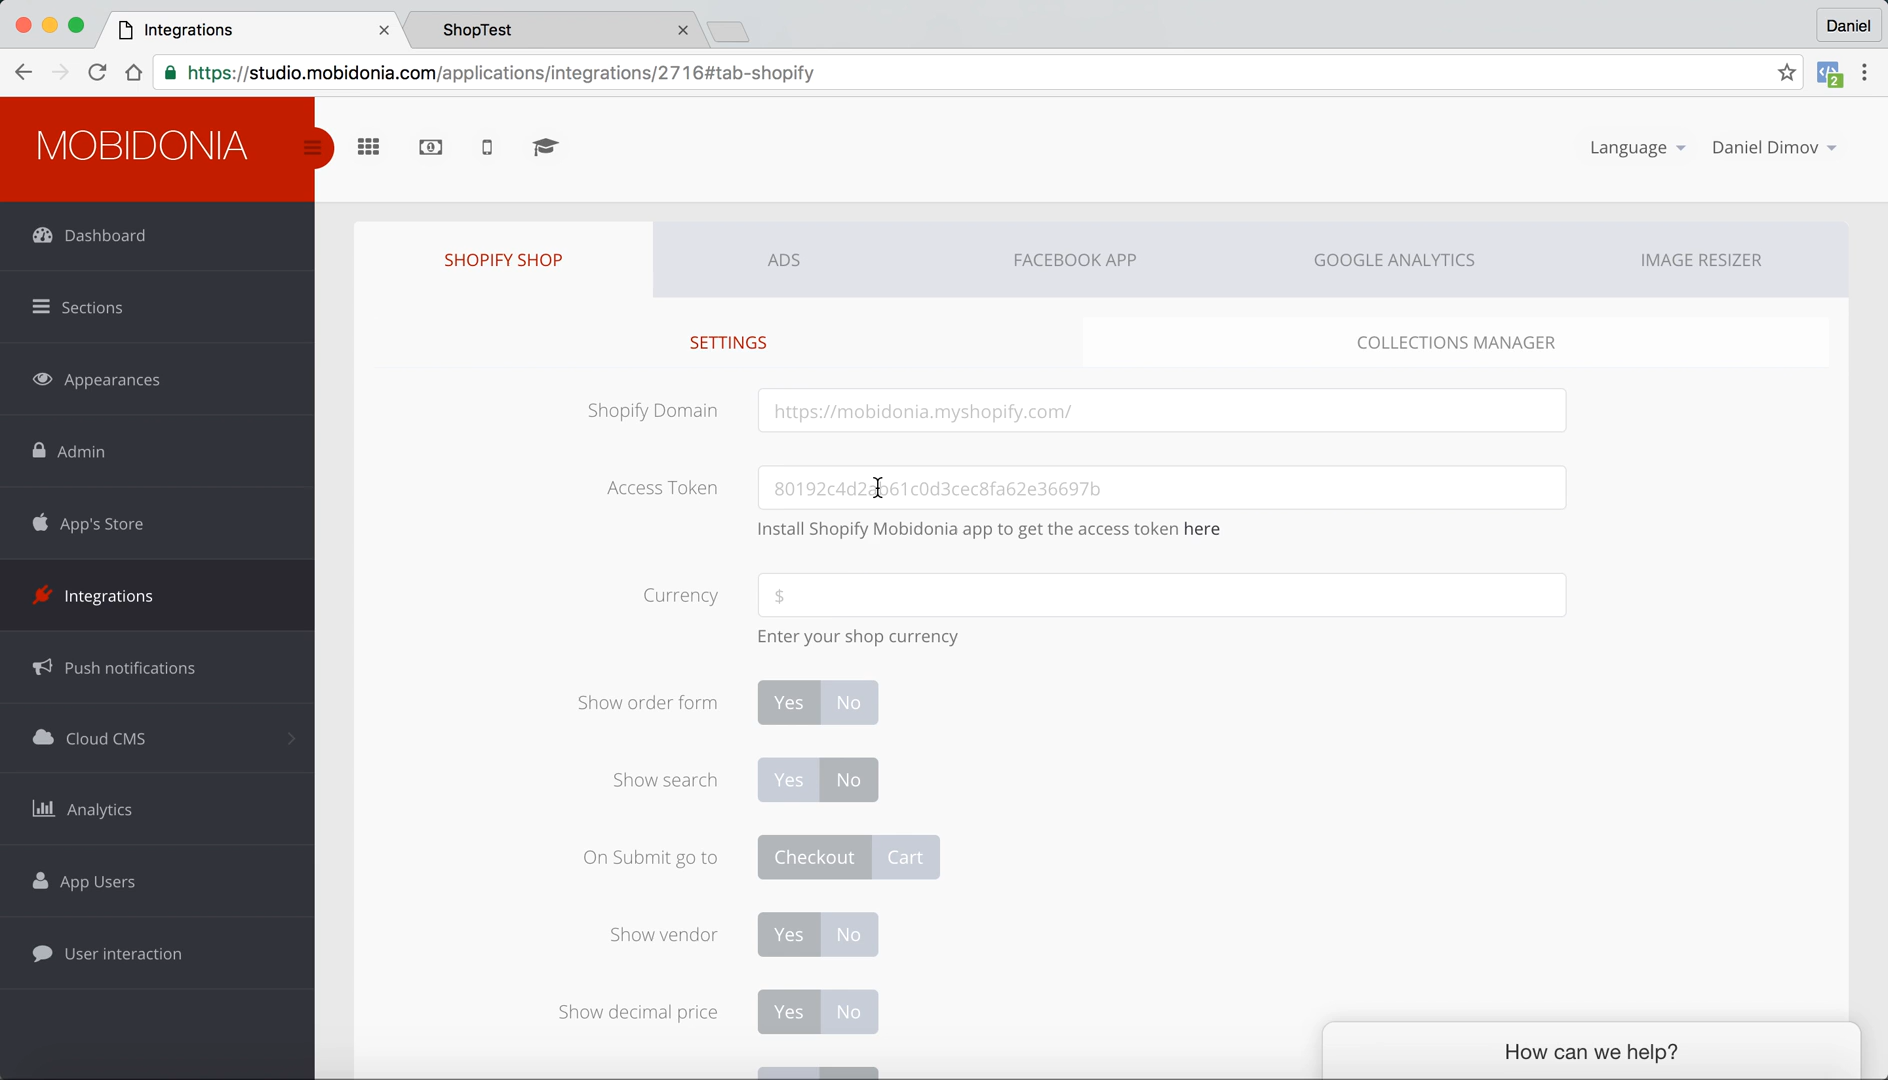 Integrations
ShopTest
Daniel
https://studio.mobidonia.com/applications/integrations/2716#tab-shopify
2
MOBIDONIA
Language
Daniel Dimov
Dashboard
Sections
Appearances
Admin
App's Store
Integrations
Push notifications
Cloud CMS
Analytics
App Users
User interaction
SHOPIFY SHOP
ADS
FACEBOOK APP
GOOGLE ANALYTICS
IMAGE RESIZER
SETTINGS
COLLECTIONS MANAGER
Shopify Domain
https://mobidonia.myshopify.com/
Access Token
80192c4d2ab61c0d3cec8fa62e36697b
Install Shopify Mobidonia app to get the access token here
Currency
$
Enter your shop currency
Show order form
Yes No
Show search
Yes No
On Submit go to
Checkout Cart
Show vendor
Yes No
Show decimal price
Yes No
How can we help?